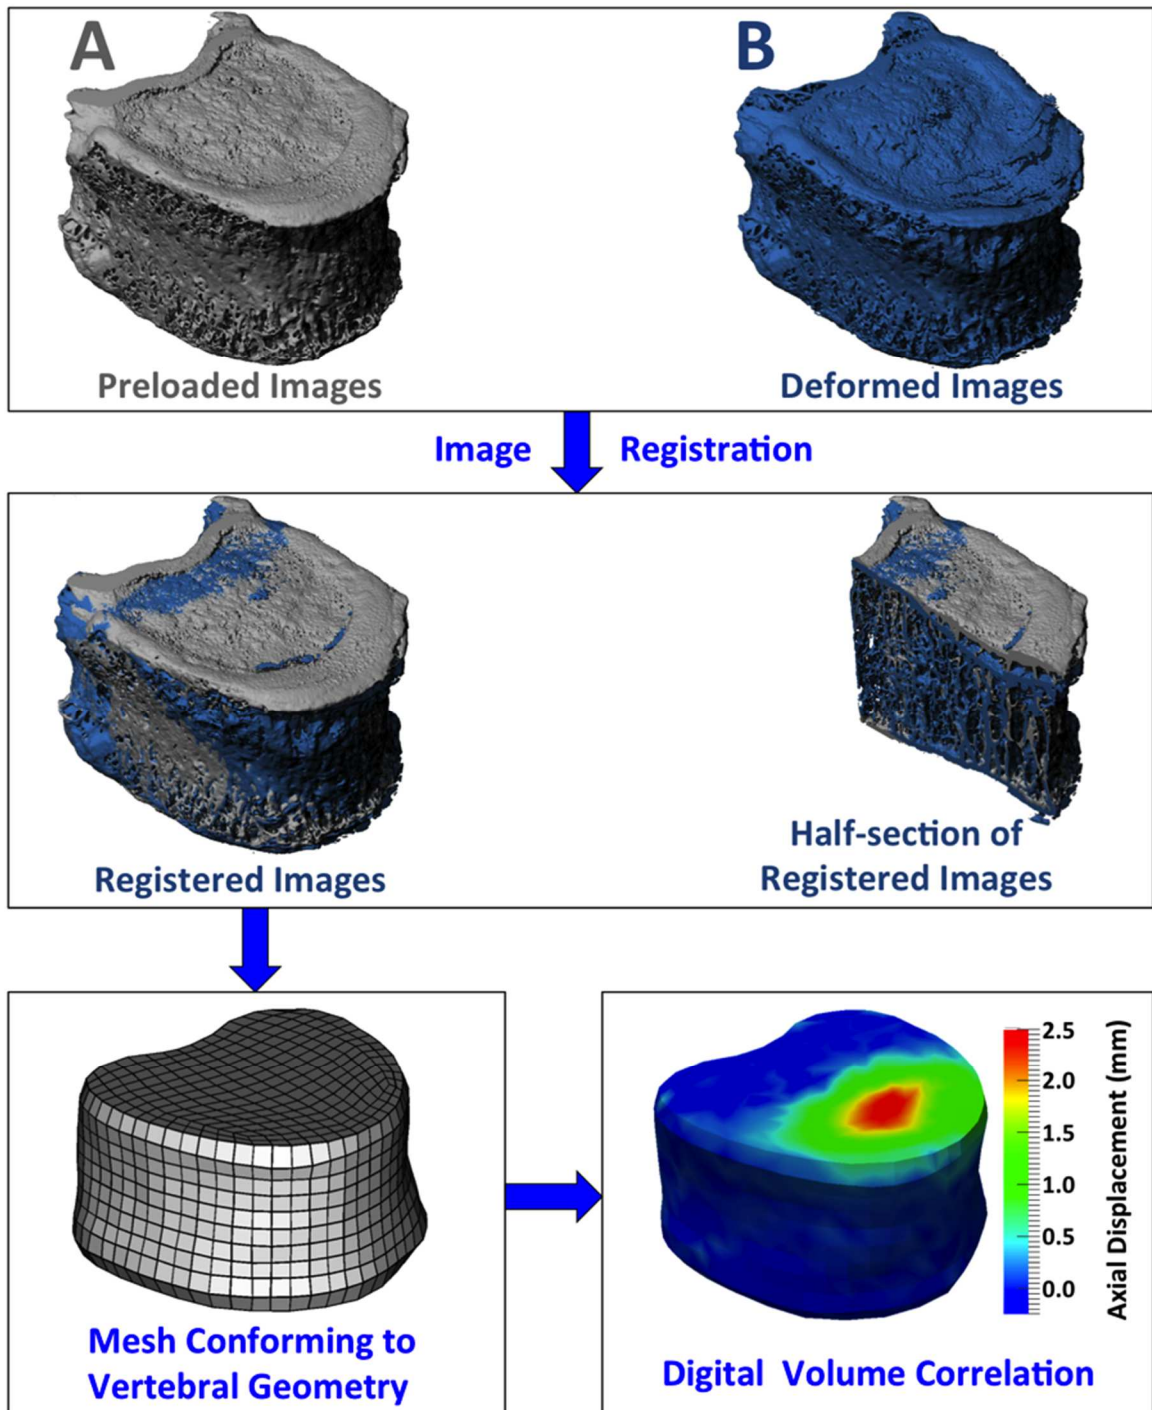 A
B
Preloaded Images
Deformed Images
Image Registration
Registered Images
Half-section of
Registered Images
Mesh Conforming to
Vertebral Geometry
2.5
2.0
1.5
1.0
0.5
0.0
Axial Displacement (mm)
Digital Volume Correlation